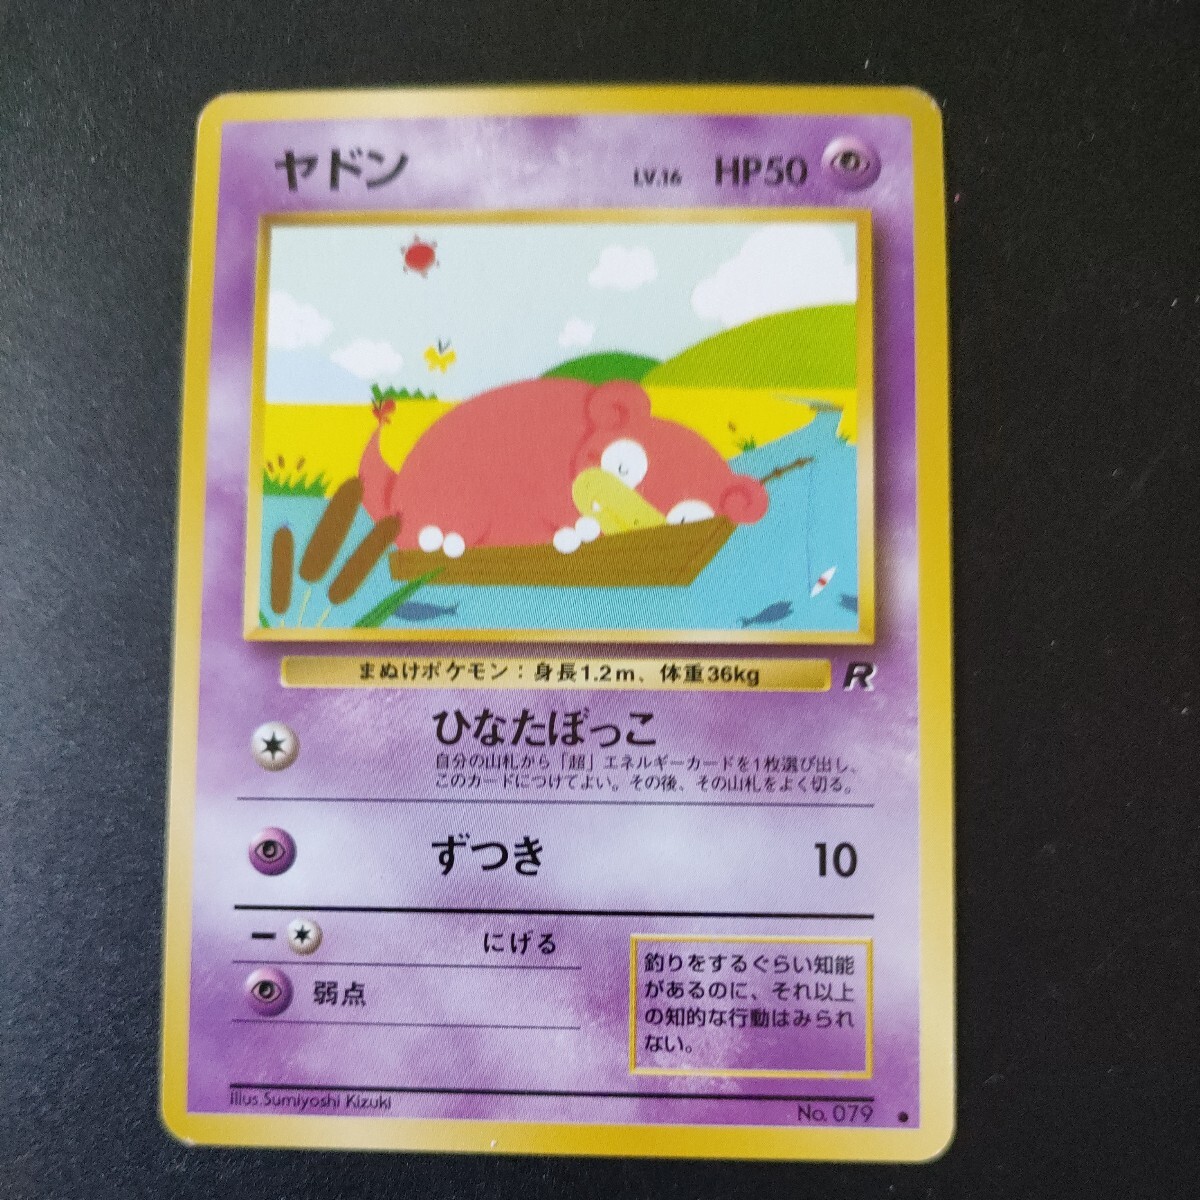 ヤドン LV.16 HP50
まぬけポケモン：身長1.2m、体重36kg R
ひなたぼっこ
自分の山札から「超」エネルギーカードを1枚選び出し、
このカードにつけてよい。その後、その山札をよく切る。
ずつき 10
にげる
弱点
釣りをするぐらい知能
があるのに、それ以上
の知的な行動はみられ
ない。
illus.Sumiyoshi Kizuki
No. 079